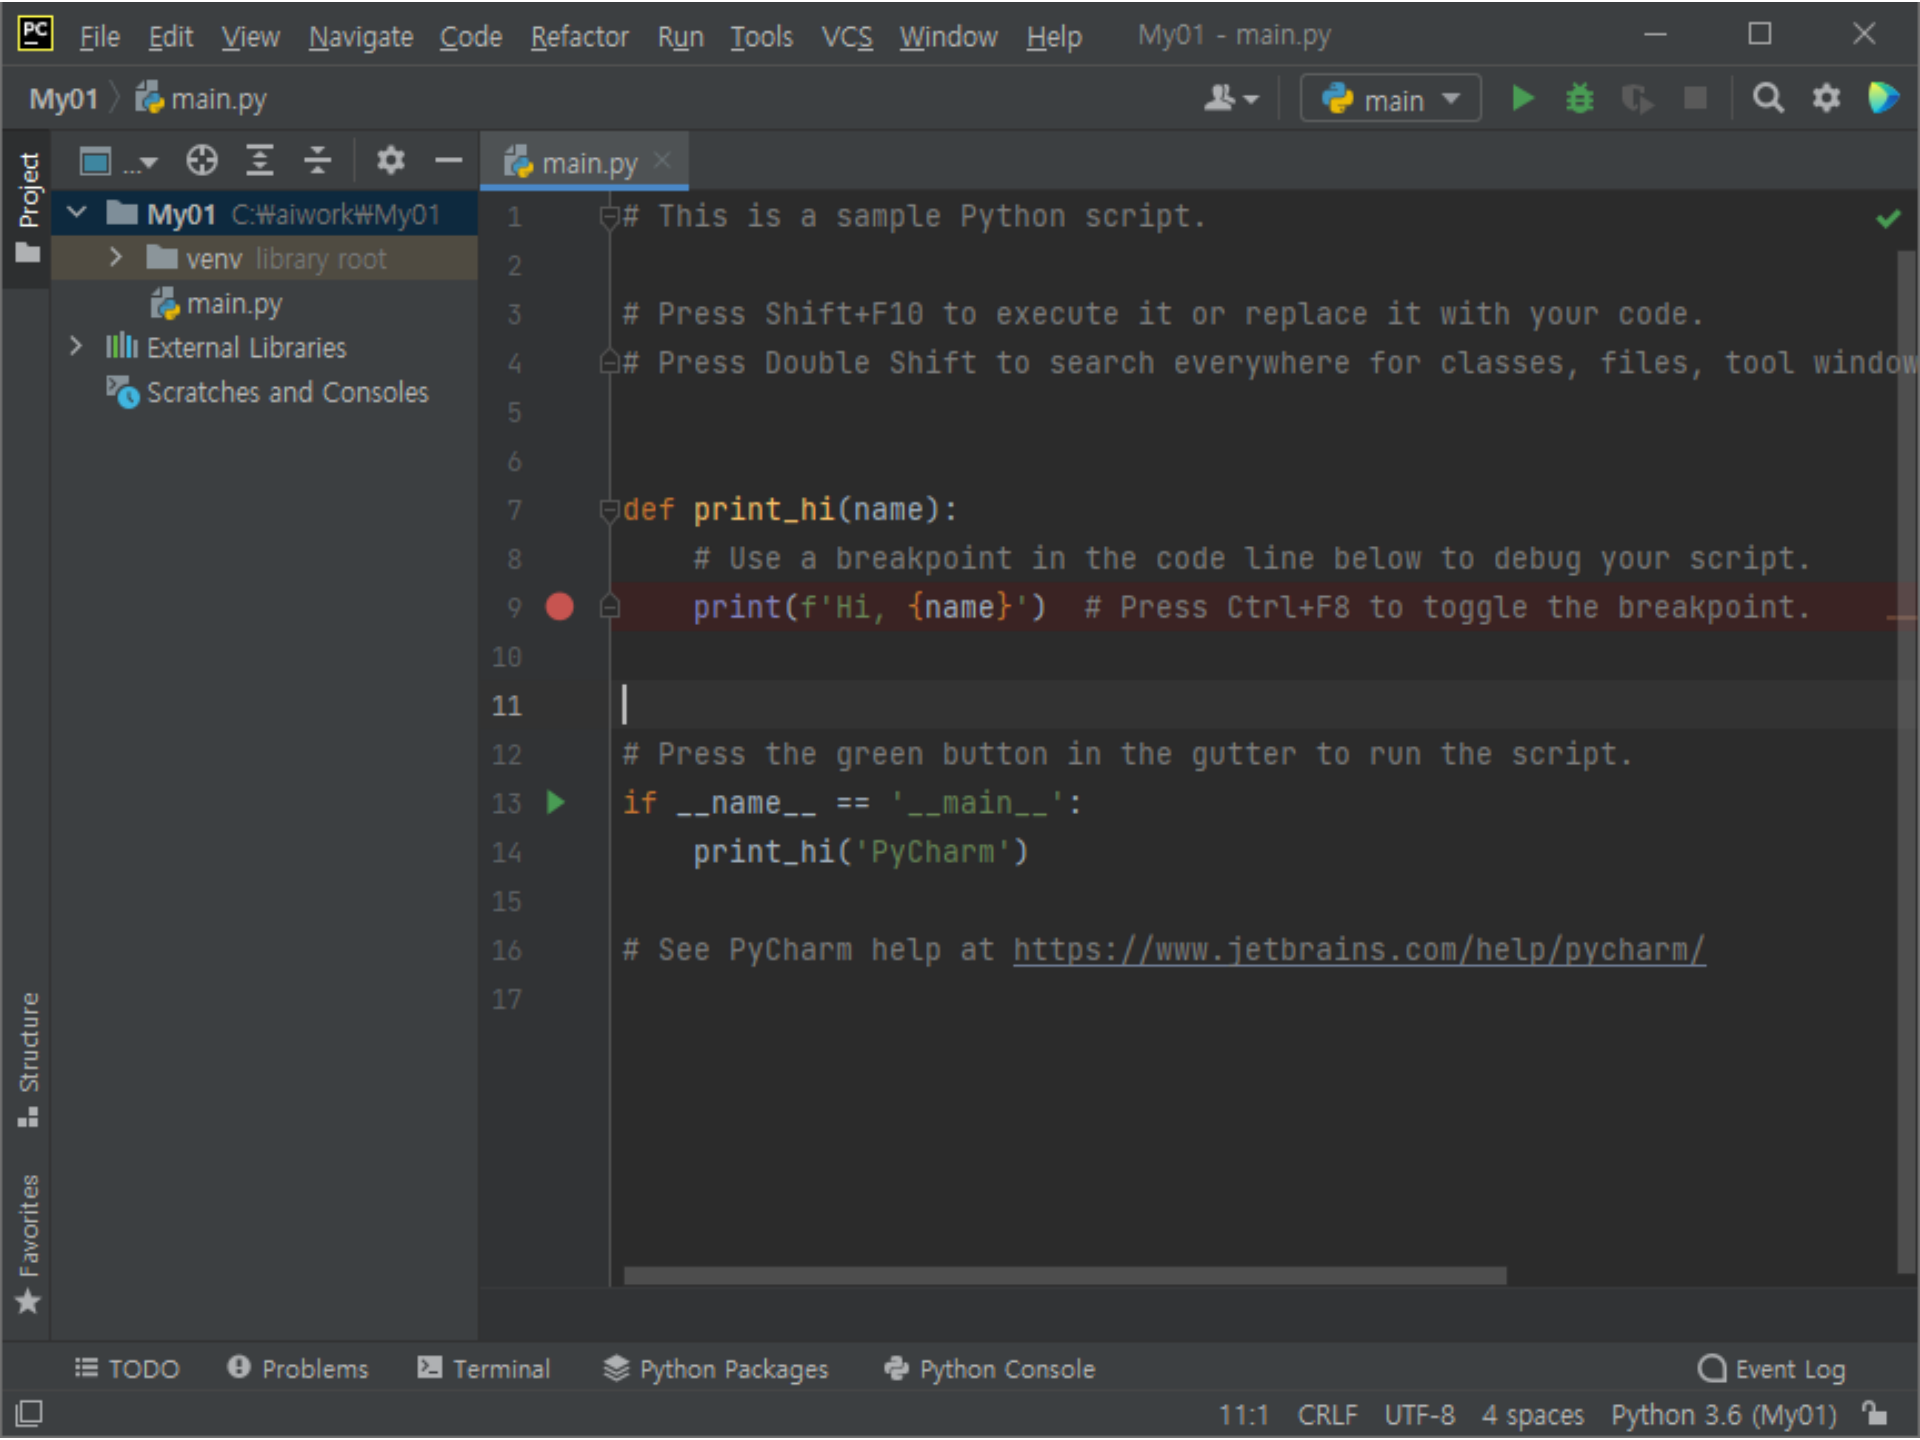 PC File Edit View Navigate Code Refactor Run Tools VCS Window Help My01 - main.py
My01 main.py main
Project
... main.py
My01 C:₩aiwork₩My01
venv library root
main.py
External Libraries
Scratches and Consoles
1 # This is a sample Python script.
2
3 # Press Shift+F10 to execute it or replace it with your code.
4 # Press Double Shift to search everywhere for classes, files, tool window
5
6
7 def print_hi(name):
8 # Use a breakpoint in the code line below to debug your script.
9 print(f'Hi, {name}') # Press Ctrl+F8 to toggle the breakpoint.
10
11
12 # Press the green button in the gutter to run the script.
13 if __name__ == '__main__':
14 print_hi('PyCharm')
15
16 # See PyCharm help at https://www.jetbrains.com/help/pycharm/
17
Structure
Favorites
TODO Problems Terminal Python Packages Python Console Event Log
11:1 CRLF UTF-8 4 spaces Python 3.6 (My01)